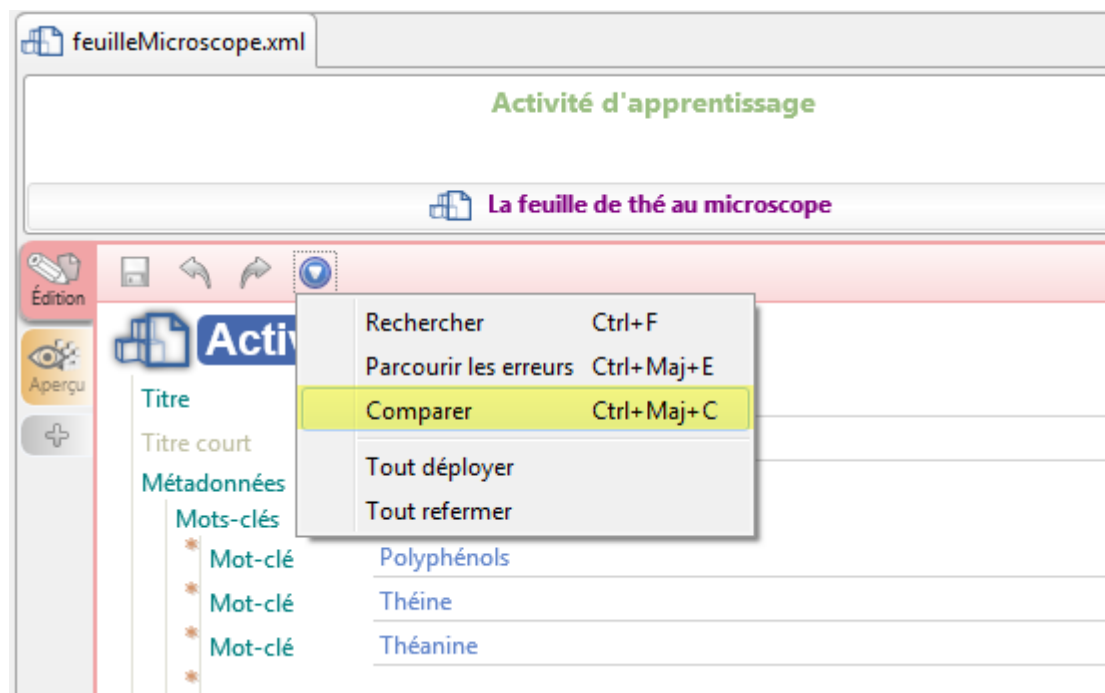 feuilleMicroscope.xml
Activité d'apprentissage
La feuille de thé au microscope
Édition
Aperçu
Acti
Rechercher Ctrl+F
Parcourir les erreurs Ctrl+Maj+E
Comparer Ctrl+Maj+C
Tout déployer
Tout refermer
Titre
Titre court
Métadonnées
Mots-clés
Mot-clé Polyphénols
Mot-clé Théine
Mot-clé Théanine